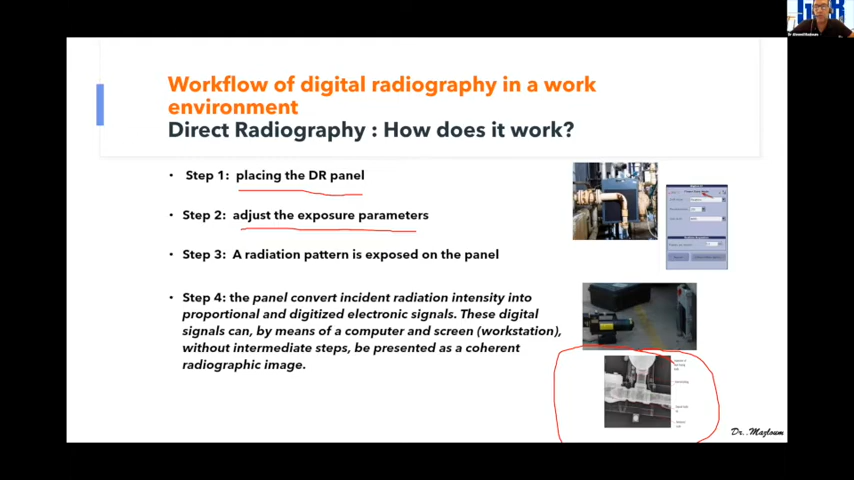 Workflow of digital radiography in a work
environment
Direct Radiography : How does it work?
• Step 1: placing the DR panel
• Step 2: adjust the exposure parameters
• Step 3: A radiation pattern is exposed on the panel
• Step 4: the panel convert incident radiation intensity into
proportional and digitized electronic signals. These digital
signals can, by means of a computer and screen (workstation),
without intermediate steps, be presented as a coherent
radiographic image.
Dr. Mazloum